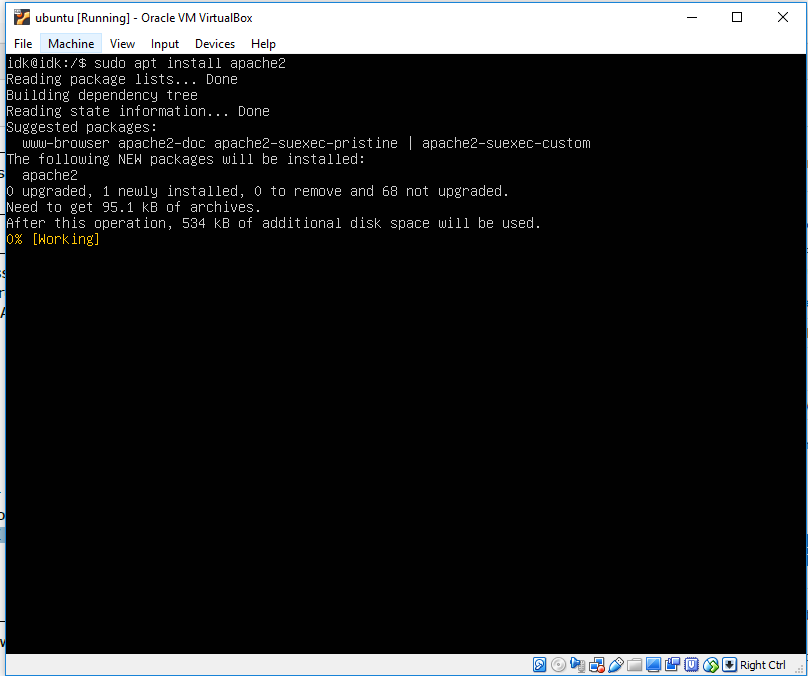 ubuntu [Running] - Oracle VM VirtualBox
File Machine View Input Devices Help
idk@idk:/$ sudo apt install apache2
Reading package lists... Done
Building dependency tree
Reading state information... Done
Suggested packages:
www-browser apache2-doc apache2-suexec-pristine | apache2-suexec-custom
The following NEW packages will be installed:
apache2
0 upgraded, 1 newly installed, 0 to remove and 68 not upgraded.
Need to get 95.1 kB of archives.
After this operation, 534 kB of additional disk space will be used.
0% [Working]
Right Ctrl